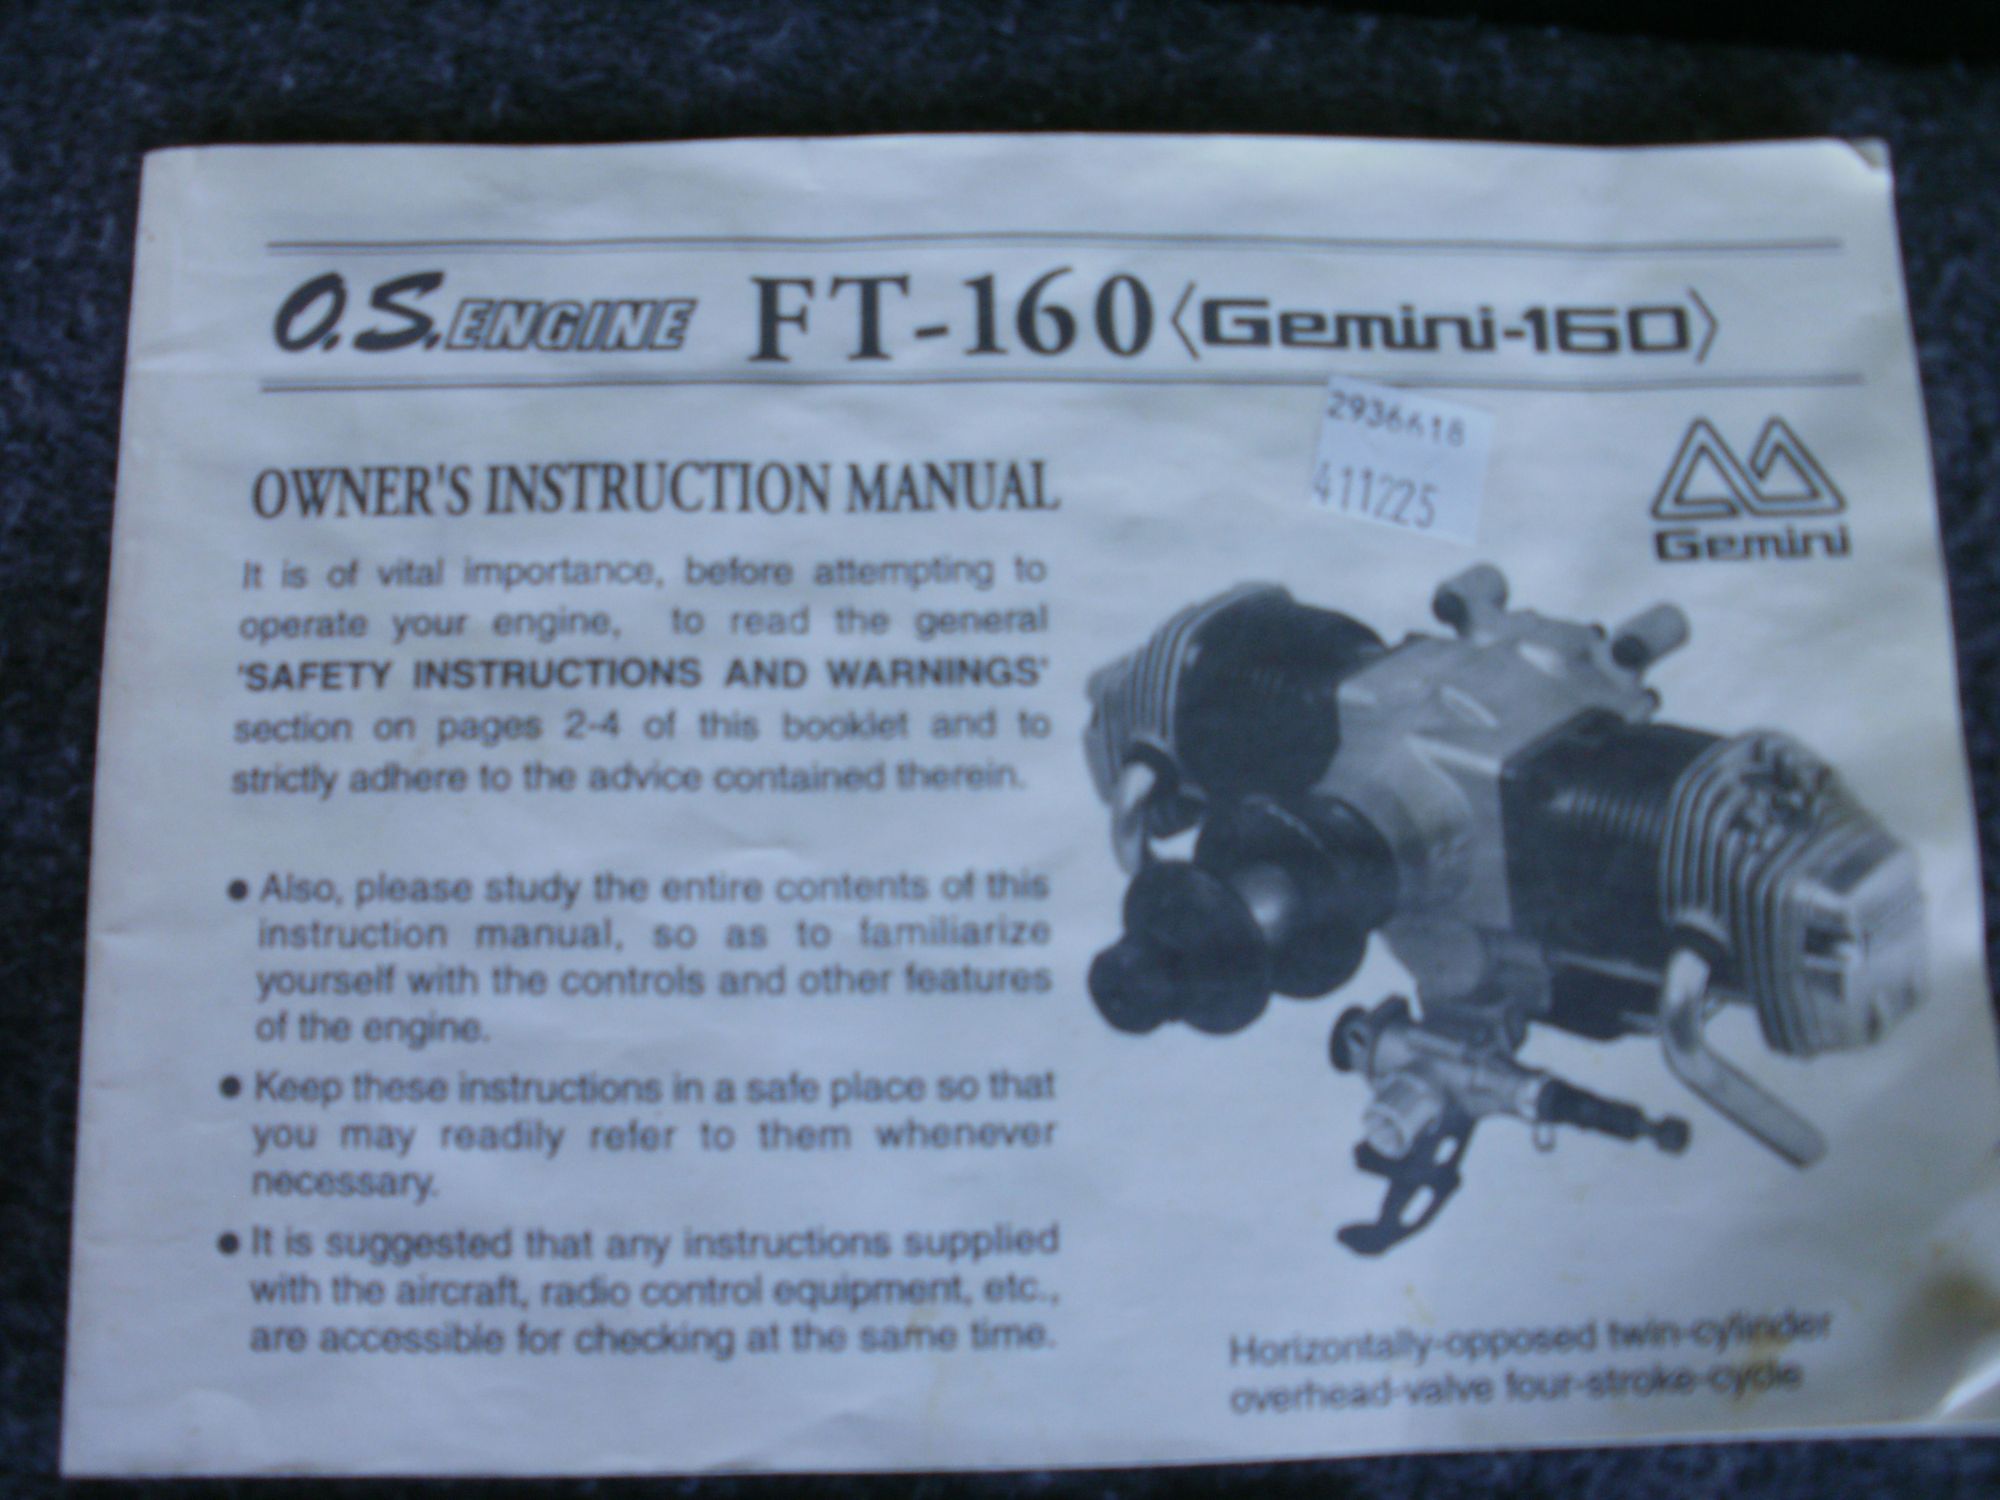 O.S. ENGINE FT-160 〈Gemini-160〉
2936618
411225
Gemini
OWNER'S INSTRUCTION MANUAL
It is of vital importance, before attempting to
operate your engine, to read the general
'SAFETY INSTRUCTIONS AND WARNINGS'
section on pages 2-4 of this booklet and to
strictly adhere to the advice contained therein.
● Also, please study the entire contents of this
instruction manual, so as to familiarize
yourself with the controls and other features
of the engine.
● Keep these instructions in a safe place so that
you may readily refer to them whenever
necessary.
● It is suggested that any instructions supplied
with the aircraft, radio control equipment, etc.,
are accessible for checking at the same time.
Horizontally-opposed twin-cylinder
overhead-valve four-stroke-cycle